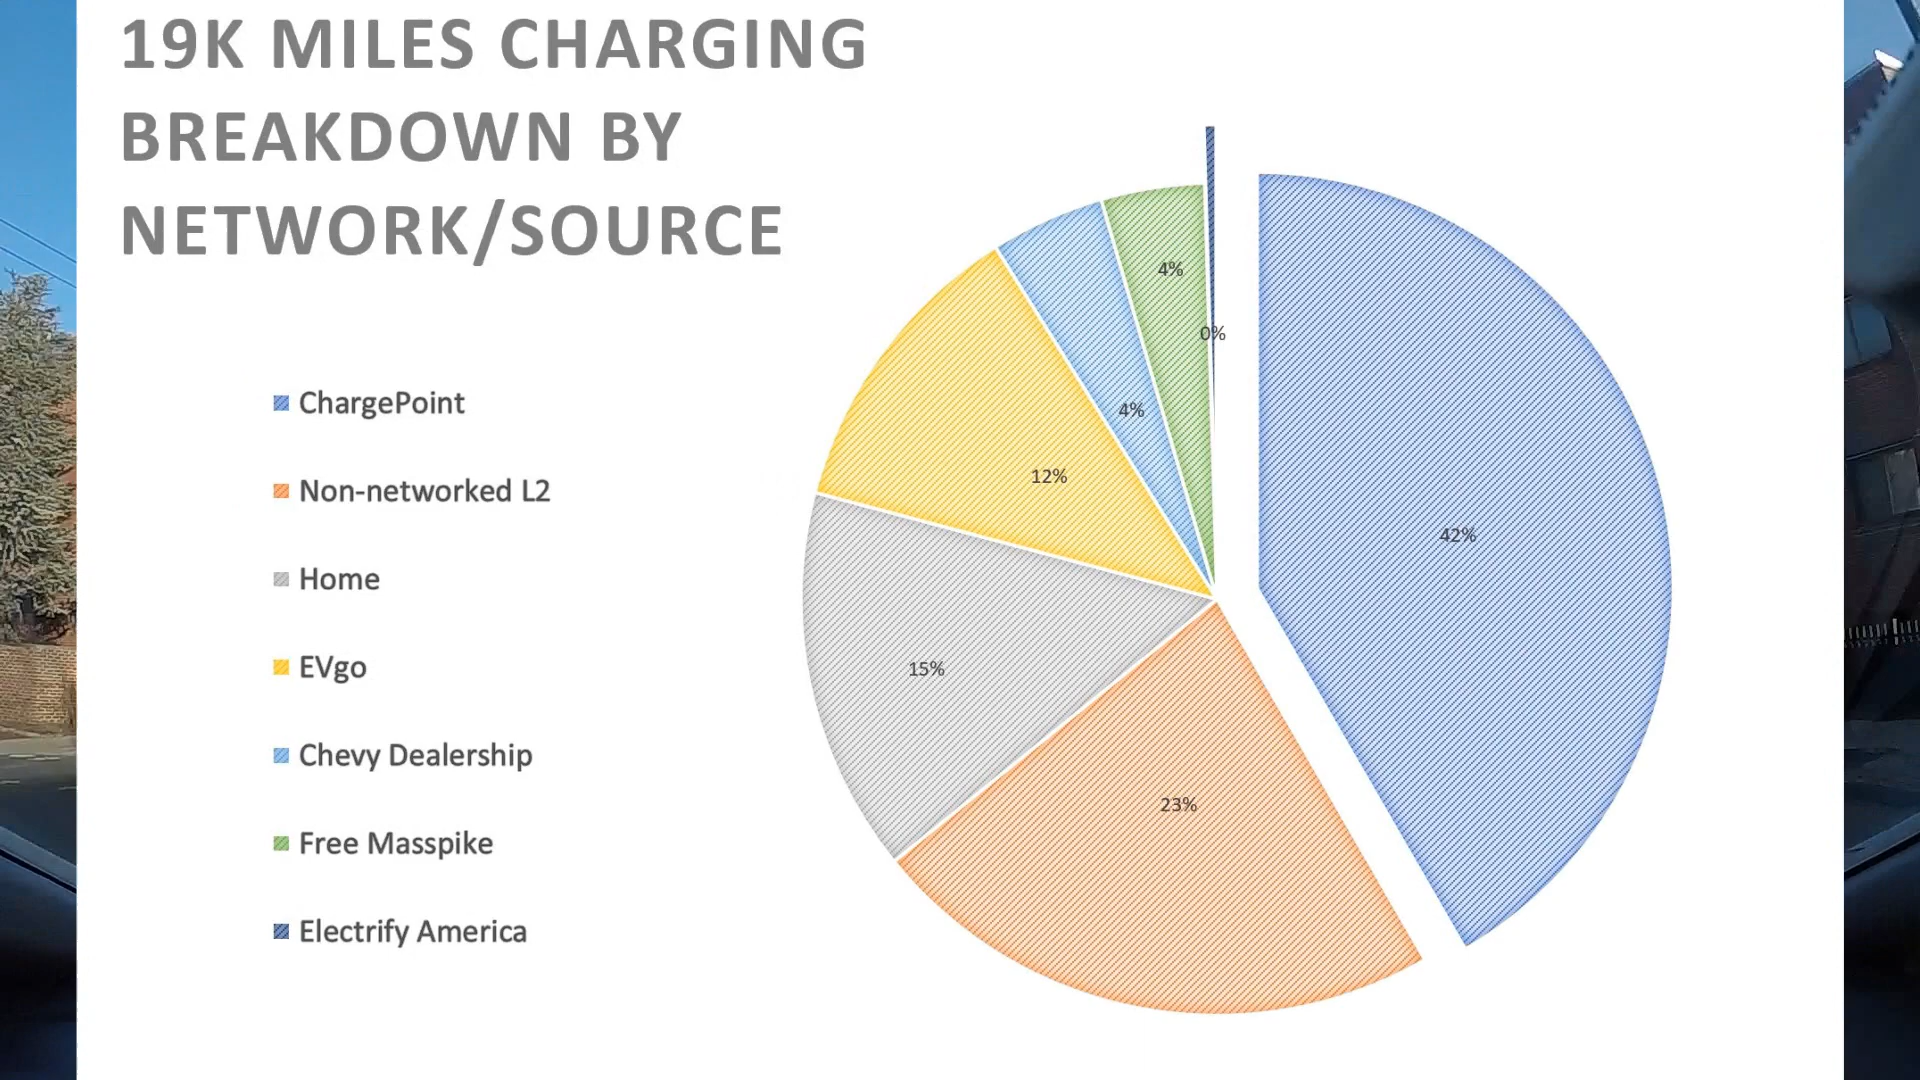 19K MILES CHARGING
BREAKDOWN BY
NETWORK/SOURCE
ChargePoint
Non-networked L2
Home
EVgo
Chevy Dealership
Free Masspike
Electrify America
4%
0%
4%
12%
42%
15%
23%